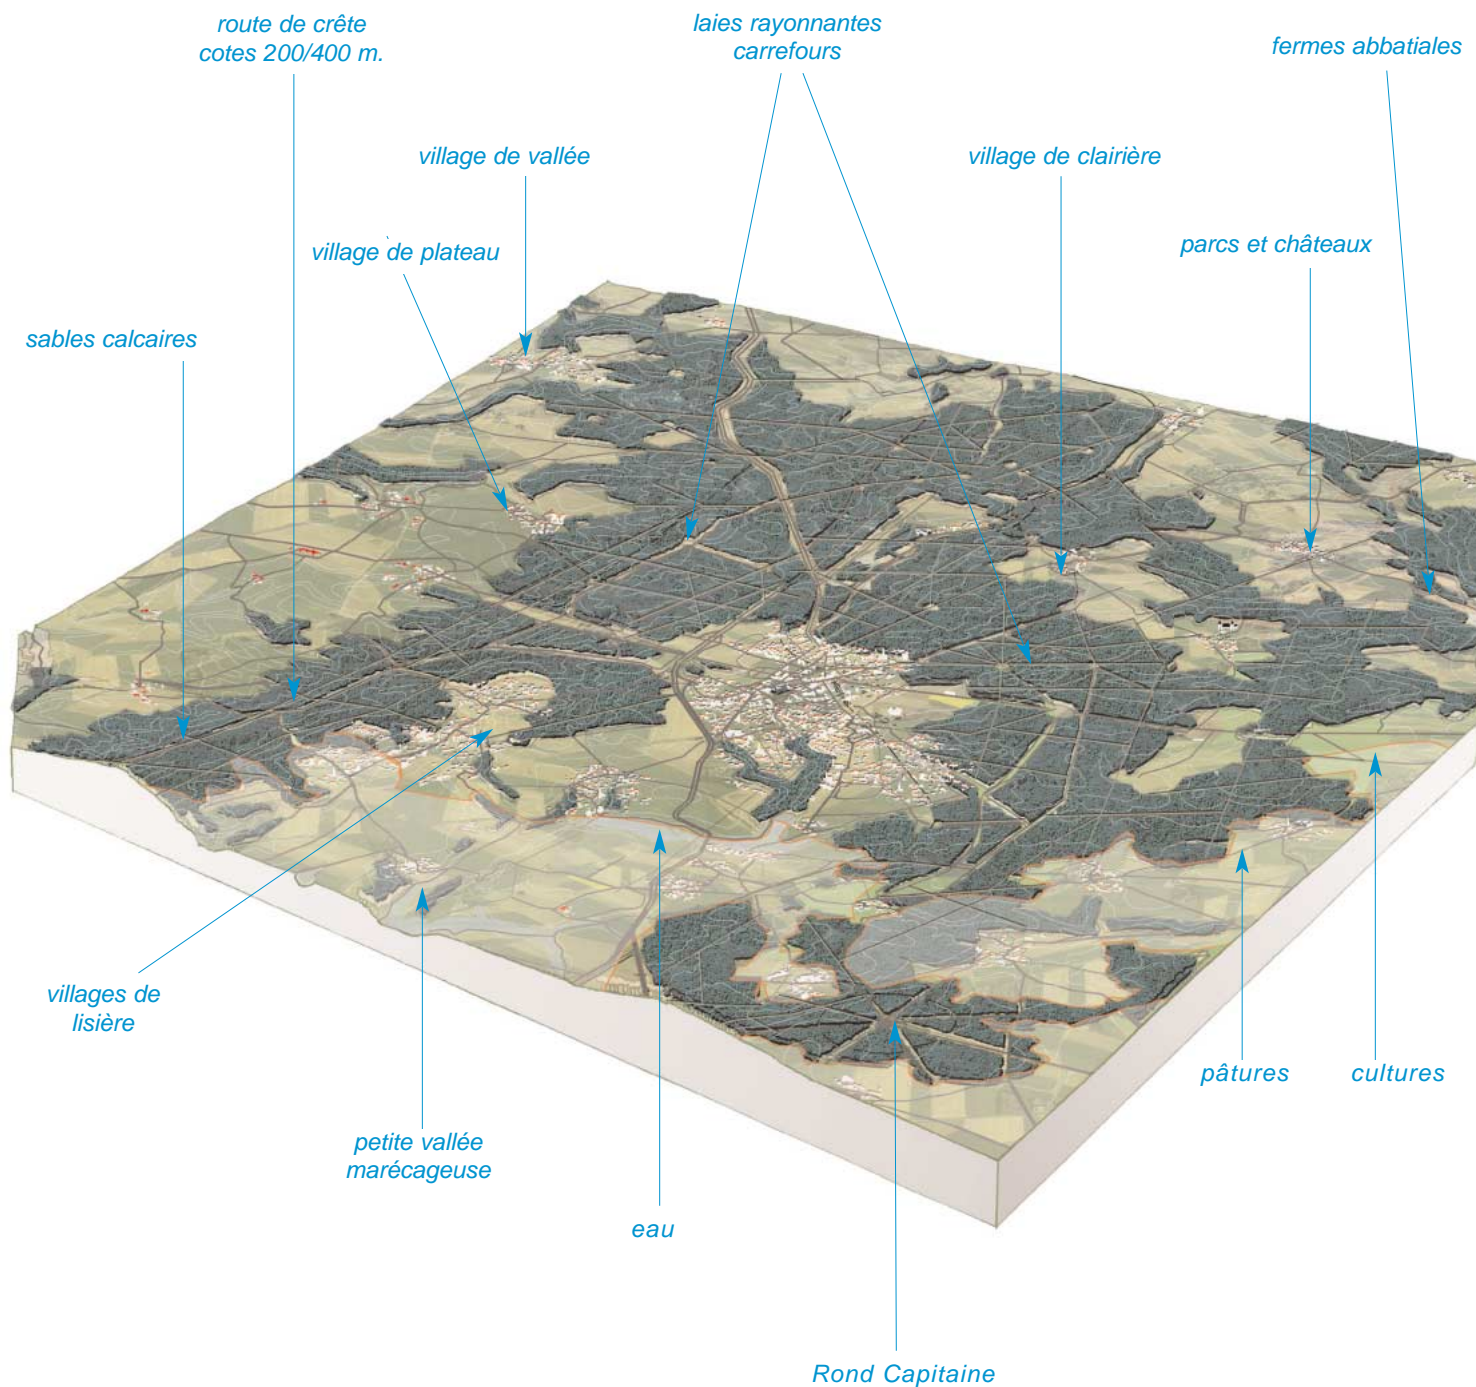 route de crête
cotes 200/400 m.
laies rayonnantes
carrefours
fermes abbatiales
village de vallée
village de clairière
village de plateau
parcs et châteaux
sables calcaires
villages de
lisière
pâtures
cultures
petite vallée
marécageuse
eau
Rond Capitaine